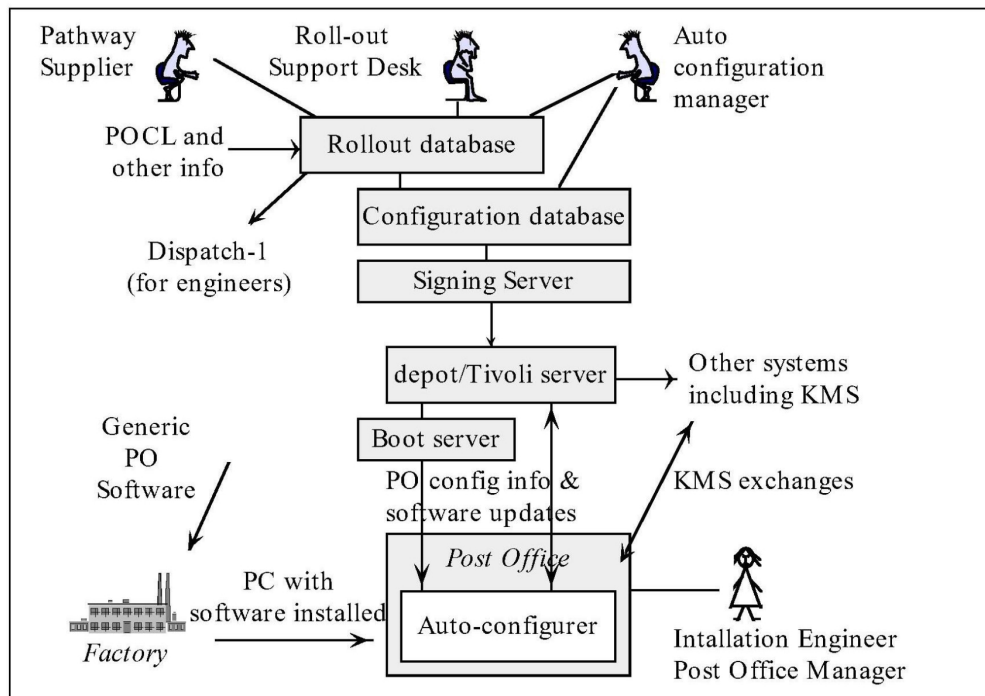 Pathway
Supplier
Roll-out
Support Desk
Auto
configuration
manager
POCL and
other info
Rollout database
Configuration database
Dispatch-1
(for engineers)
Signing Server
depot/Tivoli server
Other systems
including KMS
Generic
PO
Software
Boot server
PO config info &
software updates
KMS exchanges
Post Office
PC with
software installed
Auto-configurer
Factory
Intallation Engineer
Post Office Manager